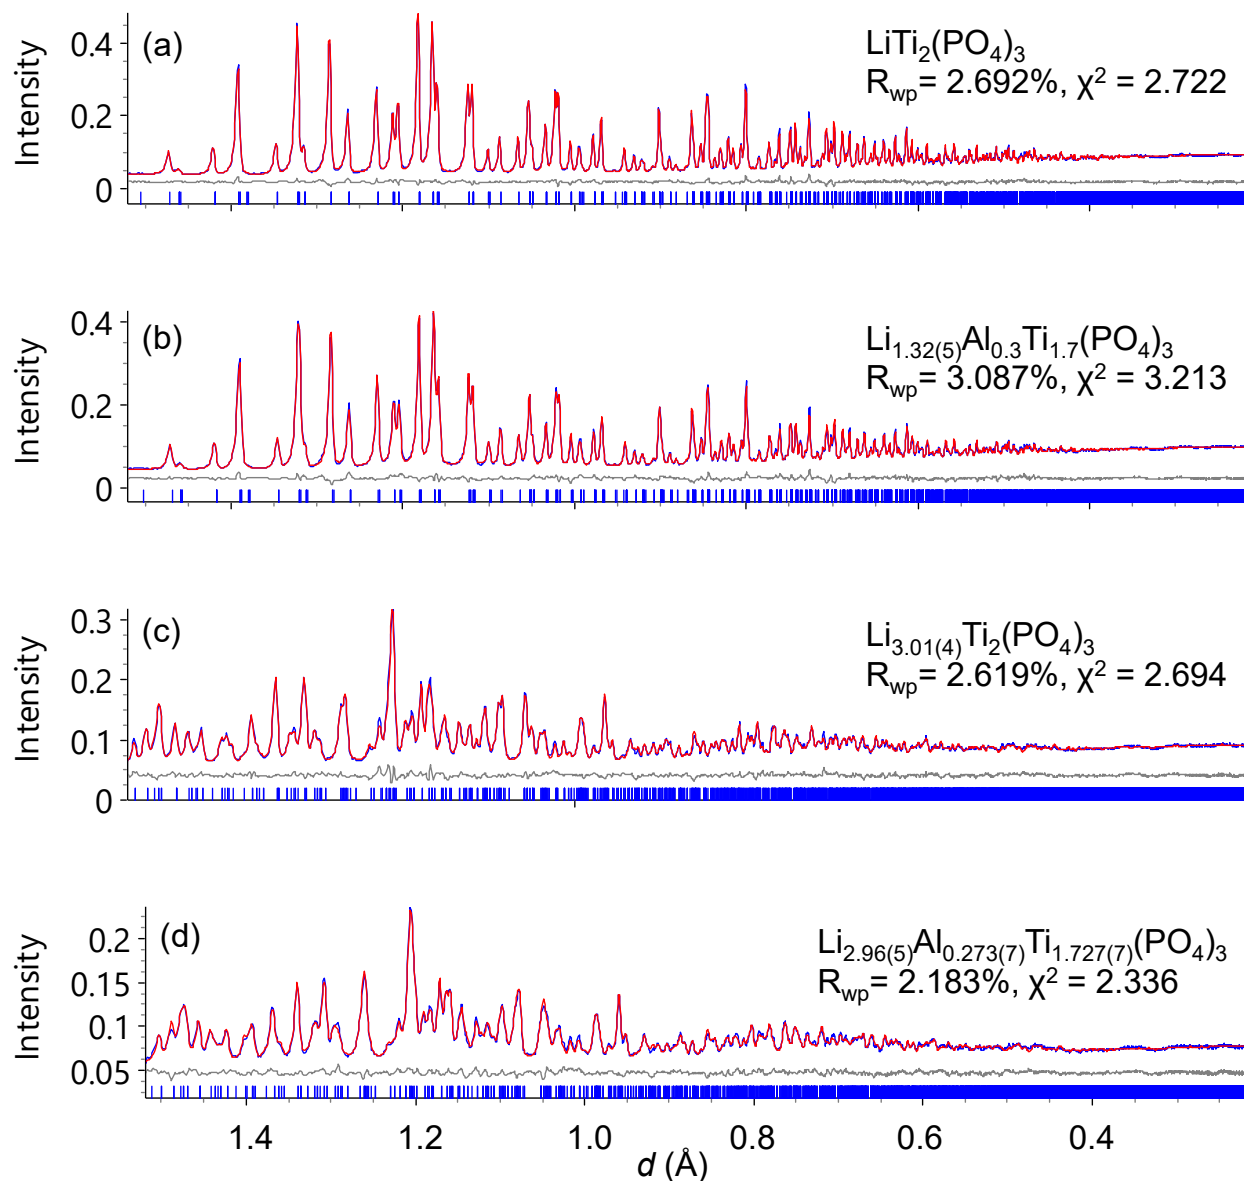 (a)
LiTi₂(PO₄)₃
R_wp= 2.692%, χ² = 2.722
Intensity
0.4
0.2
0
(b)
Li₁.₃₂₍₅₎Al₀.₃Ti₁.₇(PO₄)₃
R_wp= 3.087%, χ² = 3.213
Intensity
0.4
0.2
0
(c)
Li₃.₀₁₍₄₎Ti₂(PO₄)₃
R_wp= 2.619%, χ² = 2.694
Intensity
0.3
0.2
0.1
0
(d)
Li₂.₉₆₍₅₎Al₀.₂₇₃₍₇₎Ti₁.₇₂₇₍₇₎(PO₄)₃
R_wp= 2.183%, χ² = 2.336
Intensity
0.2
0.15
0.1
0.05
1.4 1.2 1.0 0.8 0.6 0.4
d (Å)